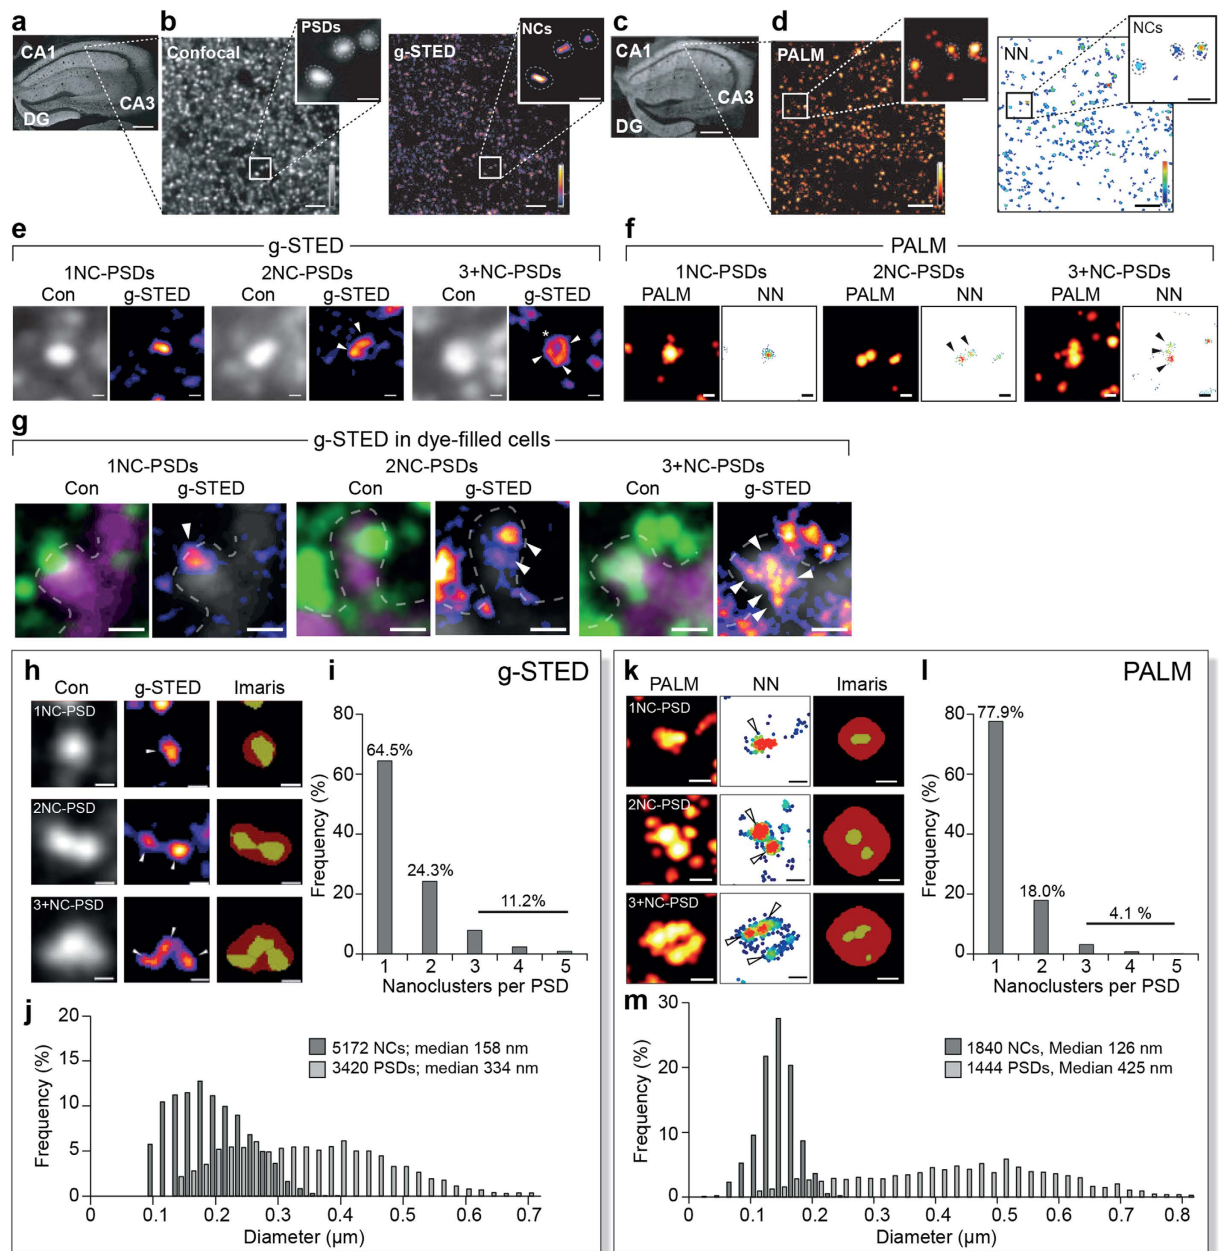 a
b
c
d
CA1
CA3
DG
Confocal
PSDs
g-STED
NCs
CA1
CA3
DG
PALM
NN
NCs
e
g-STED
1NC-PSDs
2NC-PSDs
3+NC-PSDs
Con
g-STED
Con
g-STED
Con
g-STED
*
f
PALM
1NC-PSDs
2NC-PSDs
3+NC-PSDs
PALM
NN
PALM
NN
PALM
NN
g
g-STED in dye-filled cells
1NC-PSDs
2NC-PSDs
3+NC-PSDs
Con
g-STED
Con
g-STED
Con
g-STED
h
Con
g-STED
Imaris
1NC-PSD
2NC-PSD
3+NC-PSD
i
g-STED
80
60
40
20
0
Frequency (%)
64.5%
24.3%
11.2%
1
2
3
4
5
Nanoclusters per PSD
j
20
15
10
5
0
Frequency (%)
5172 NCs; median 158 nm
3420 PSDs; median 334 nm
0
0.1
0.2
0.3
0.4
0.5
0.6
0.7
Diameter (μm)
k
PALM
NN
Imaris
1NC-PSD
2NC-PSD
3+NC-PSD
l
PALM
80
60
40
20
0
Frequency (%)
77.9%
18.0%
4.1 %
1
2
3
4
5
Nanoclusters per PSD
m
30
20
10
0
Frequency (%)
1840 NCs, Median 126 nm
1444 PSDs, Median 425 nm
0
0.1
0.2
0.3
0.4
0.5
0.6
0.7
0.8
Diameter (μm)